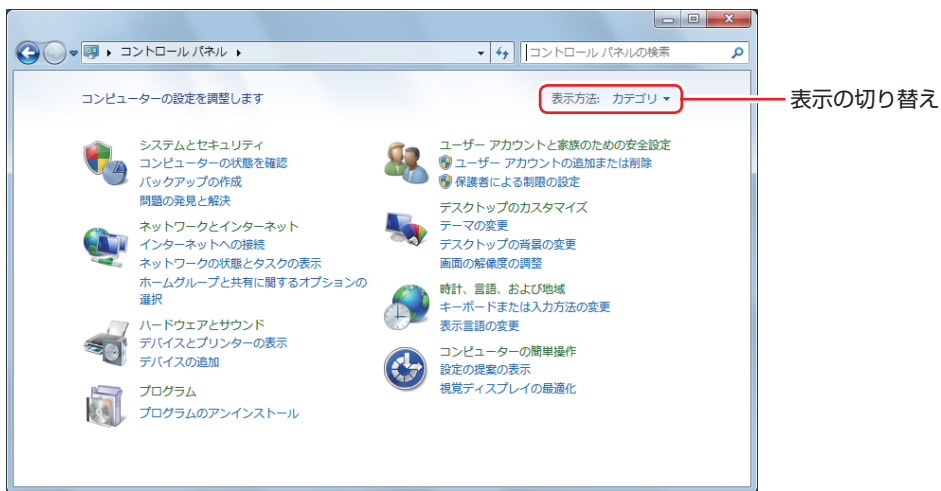 コントロール パネル
コントロール パネルの検索
コンピューターの設定を調整します
表示方法: カテゴリ
表示の切り替え
システムとセキュリティ
コンピューターの状態を確認
バックアップの作成
問題の発見と解決
ネットワークとインターネット
インターネットへの接続
ネットワークの状態とタスクの表示
ホームグループと共有に関するオプションの
選択
ハードウェアとサウンド
デバイスとプリンターの表示
デバイスの追加
プログラム
プログラムのアンインストール
ユーザー アカウントと家族のための安全設定
ユーザー アカウントの追加または削除
保護者による制限の設定
デスクトップのカスタマイズ
テーマの変更
デスクトップの背景の変更
画面の解像度の調整
時計、言語、および地域
キーボードまたは入力方法の変更
表示言語の変更
コンピューターの簡単操作
設定の提案の表示
視覚ディスプレイの最適化